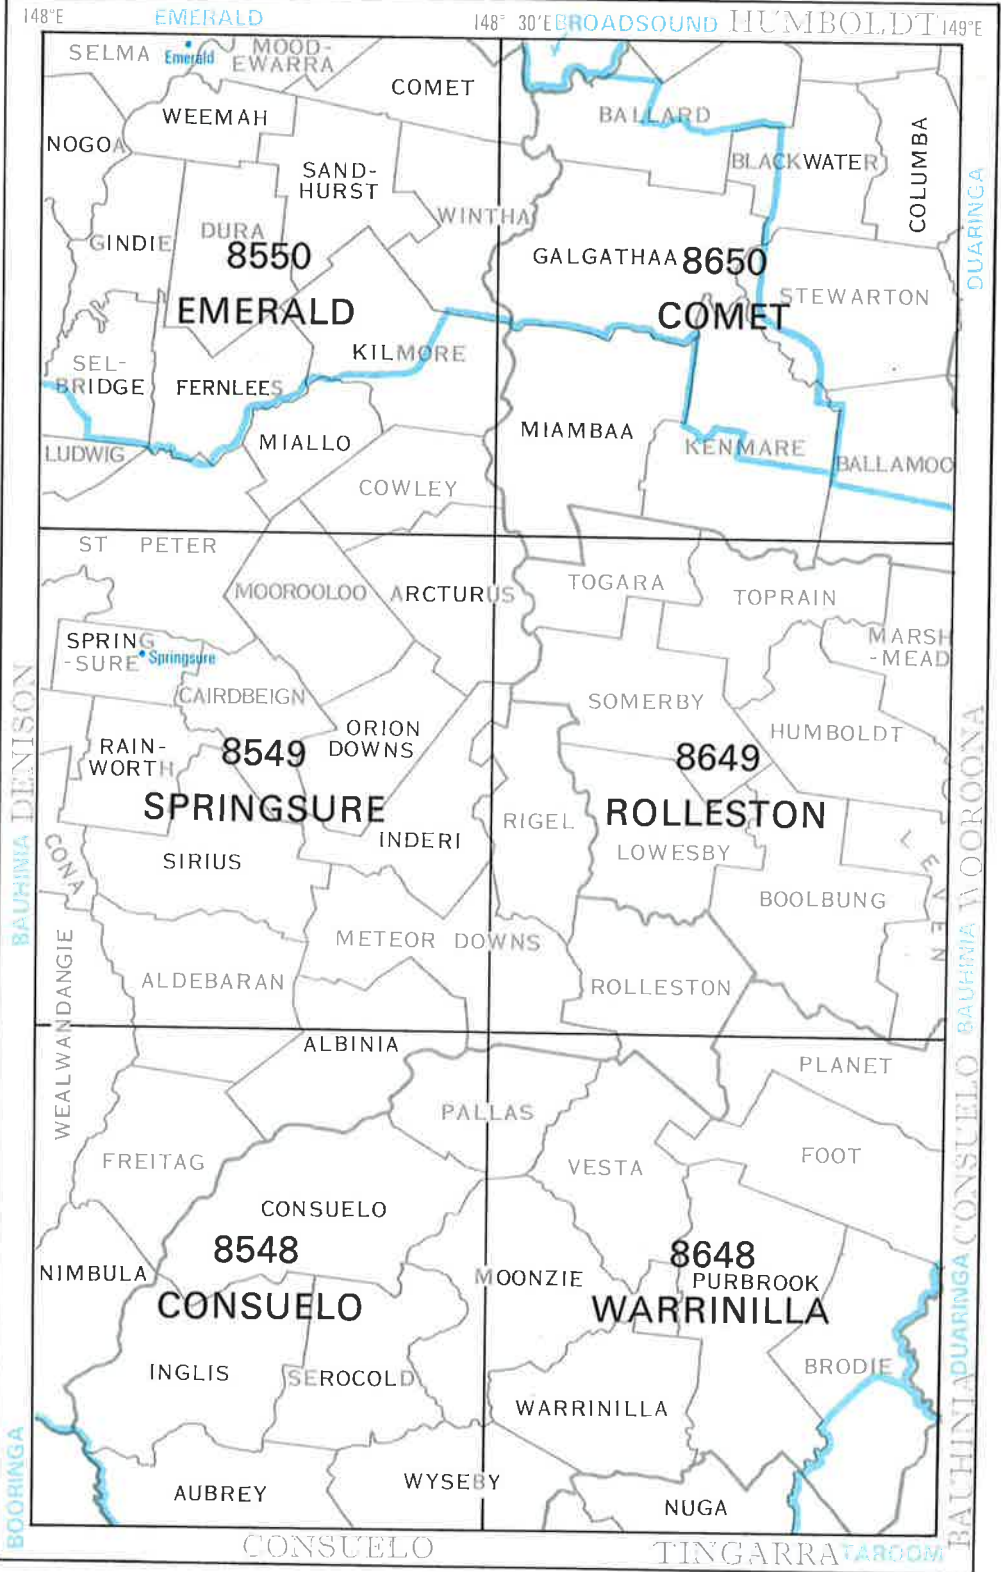 148°E
EMERALD
148° 30'E
BROADSOUND
HUMBOLDT
149°E
SELMA
Emerald
MOOD-
EWARRA
COMET
WEEMAH
NOGOA
SAND-
HURST
WINTHA
GINDIE
DURA
8550
EMERALD
SEL-
BRIDGE
FERNLEES
KILMORE
MIALLO
LUDWIG
COWLEY
BALLARD
BLACKWATER
COLUMBA
DUARINGA
GALGATHAA
8650
COMET
STEWARTON
MIAMBAA
KENMARE
BALLAMOO
ST PETER
MOOROOLOO
ARCTURUS
SPRING
-SURE
Springsure
CAIRDBEIGN
ORION
DOWNS
RAIN-
WORTH
8549
SPRINGSURE
INDERI
SIRIUS
CONA
METEOR DOWNS
ALDEBARAN
WEALWANDANGIE
BAUHINIA
DENISON
TOGARA
TOPRAIN
MARSH
-MEAD
SOMERBY
HUMBOLDT
8649
ROLLESTON
RIGEL
LOWESBY
BOOLBUNG
LEWEN
ROLLESTON
BAUHINIA
WOOROONA
ALBINIA
PALLAS
FREITAG
CONSUELO
8548
CONSUELO
NIMBULA
INGLIS
SEROCOLD
AUBREY
WYSEBY
BOORINGA
PLANET
FOOT
VESTA
MOONZIE
8648
PURBROOK
WARRINILLA
BRODIE
WARRINILLA
NUGA
CONSUELO
DUARINGA
BAUHINIA
CONSUELO
TINGARRA
TAROOM